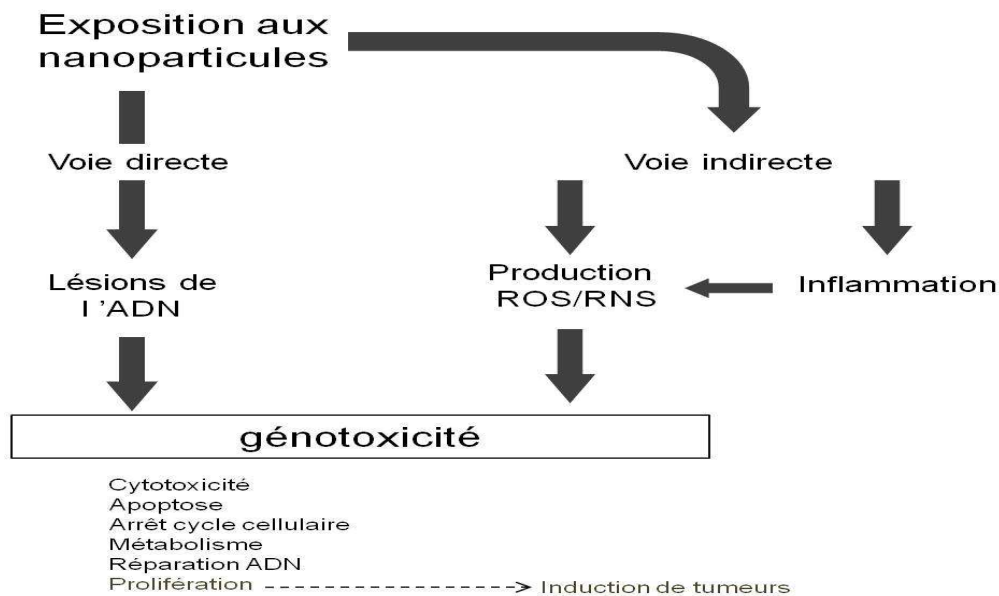 Exposition aux
nanoparticules
Voie directe
Voie indirecte
Lésions de
l 'ADN
Production
ROS/RNS
Inflammation
génotoxicité
Cytotoxicité
Apoptose
Arrêt cycle cellulaire
Métabolisme
Réparation ADN
Prolifération
Induction de tumeurs